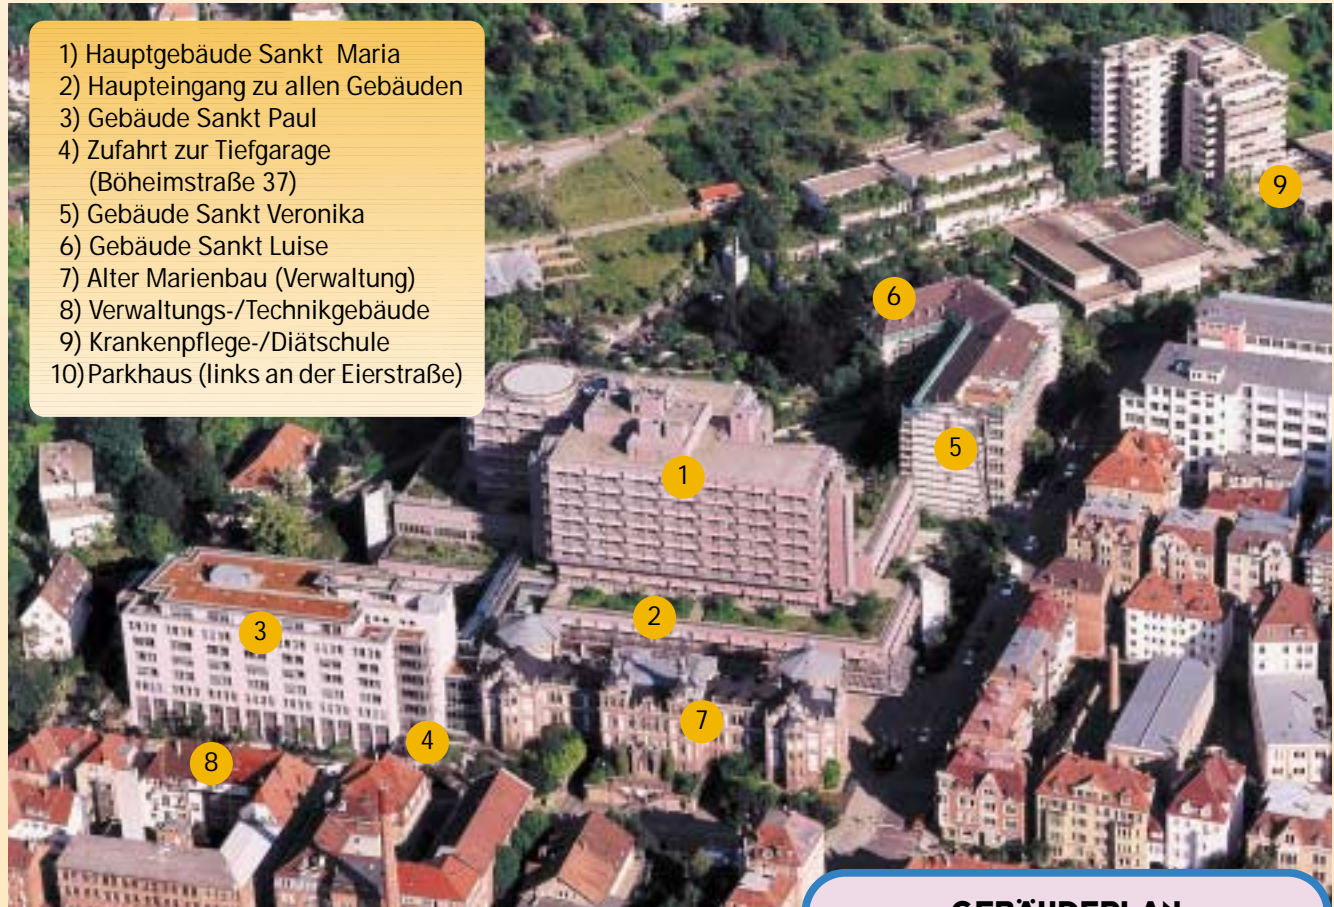 1) Hauptgebäude Sankt Maria
2) Haupteingang zu allen Gebäuden
3) Gebäude Sankt Paul
4) Zufahrt zur Tiefgarage
(Böheimstraße 37)
5) Gebäude Sankt Veronika
6) Gebäude Sankt Luise
7) Alter Marienbau (Verwaltung)
8) Verwaltungs-/Technikgebäude
9) Krankenpflege-/Diätschule
10)Parkhaus (links an der Eierstraße)
9
6
5
1
2
3
7
4
8
GEBÄUDEPLAN